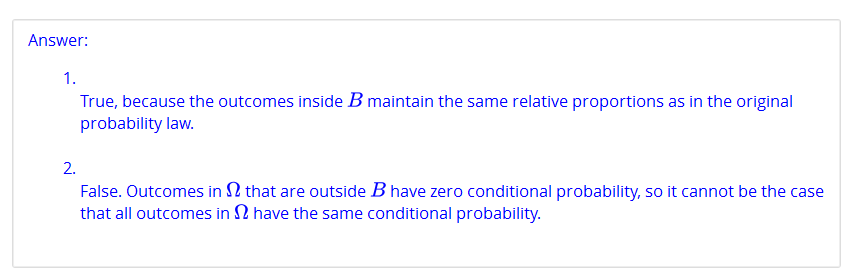 Answer:
1.
True, because the outcomes inside B maintain the same relative proportions as in the original
probability law.
2.
False. Outcomes in Ω that are outside B have zero conditional probability, so it cannot be the case
that all outcomes in Ω have the same conditional probability.